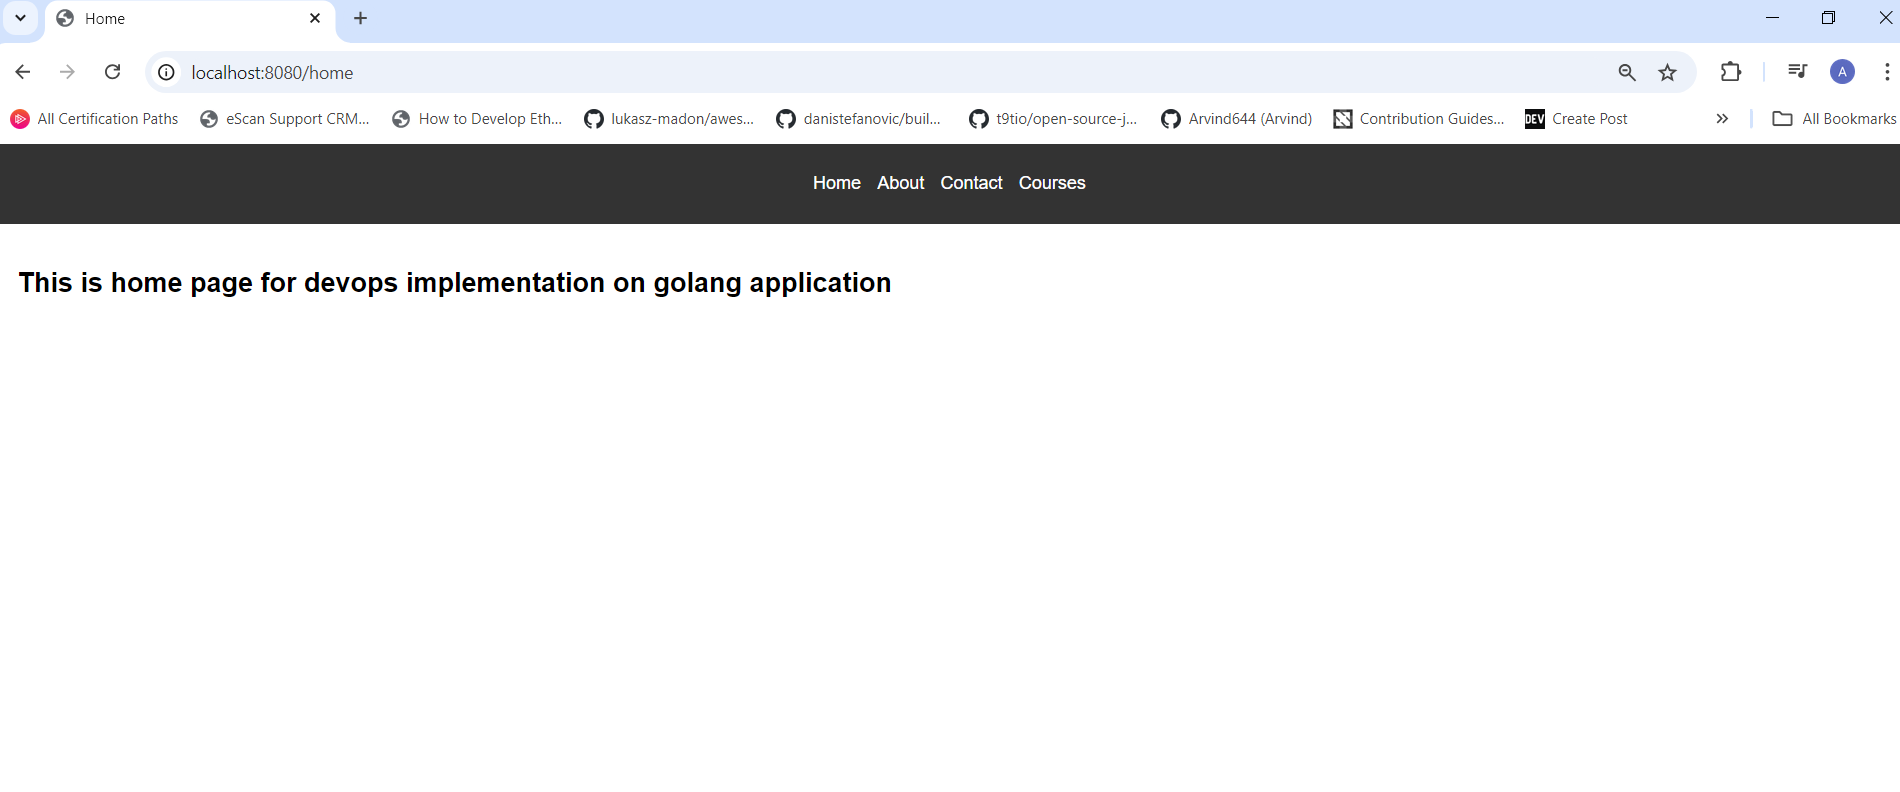 Home
localhost:8080/home
A
All Certification Paths
eScan Support CRM...
How to Develop Eth...
lukasz-madon/awes...
danistefanovic/buil...
t9tio/open-source-j...
Arvind644 (Arvind)
Contribution Guides...
DEV
Create Post
All Bookmarks
Home About Contact Courses
This is home page for devops implementation on golang application